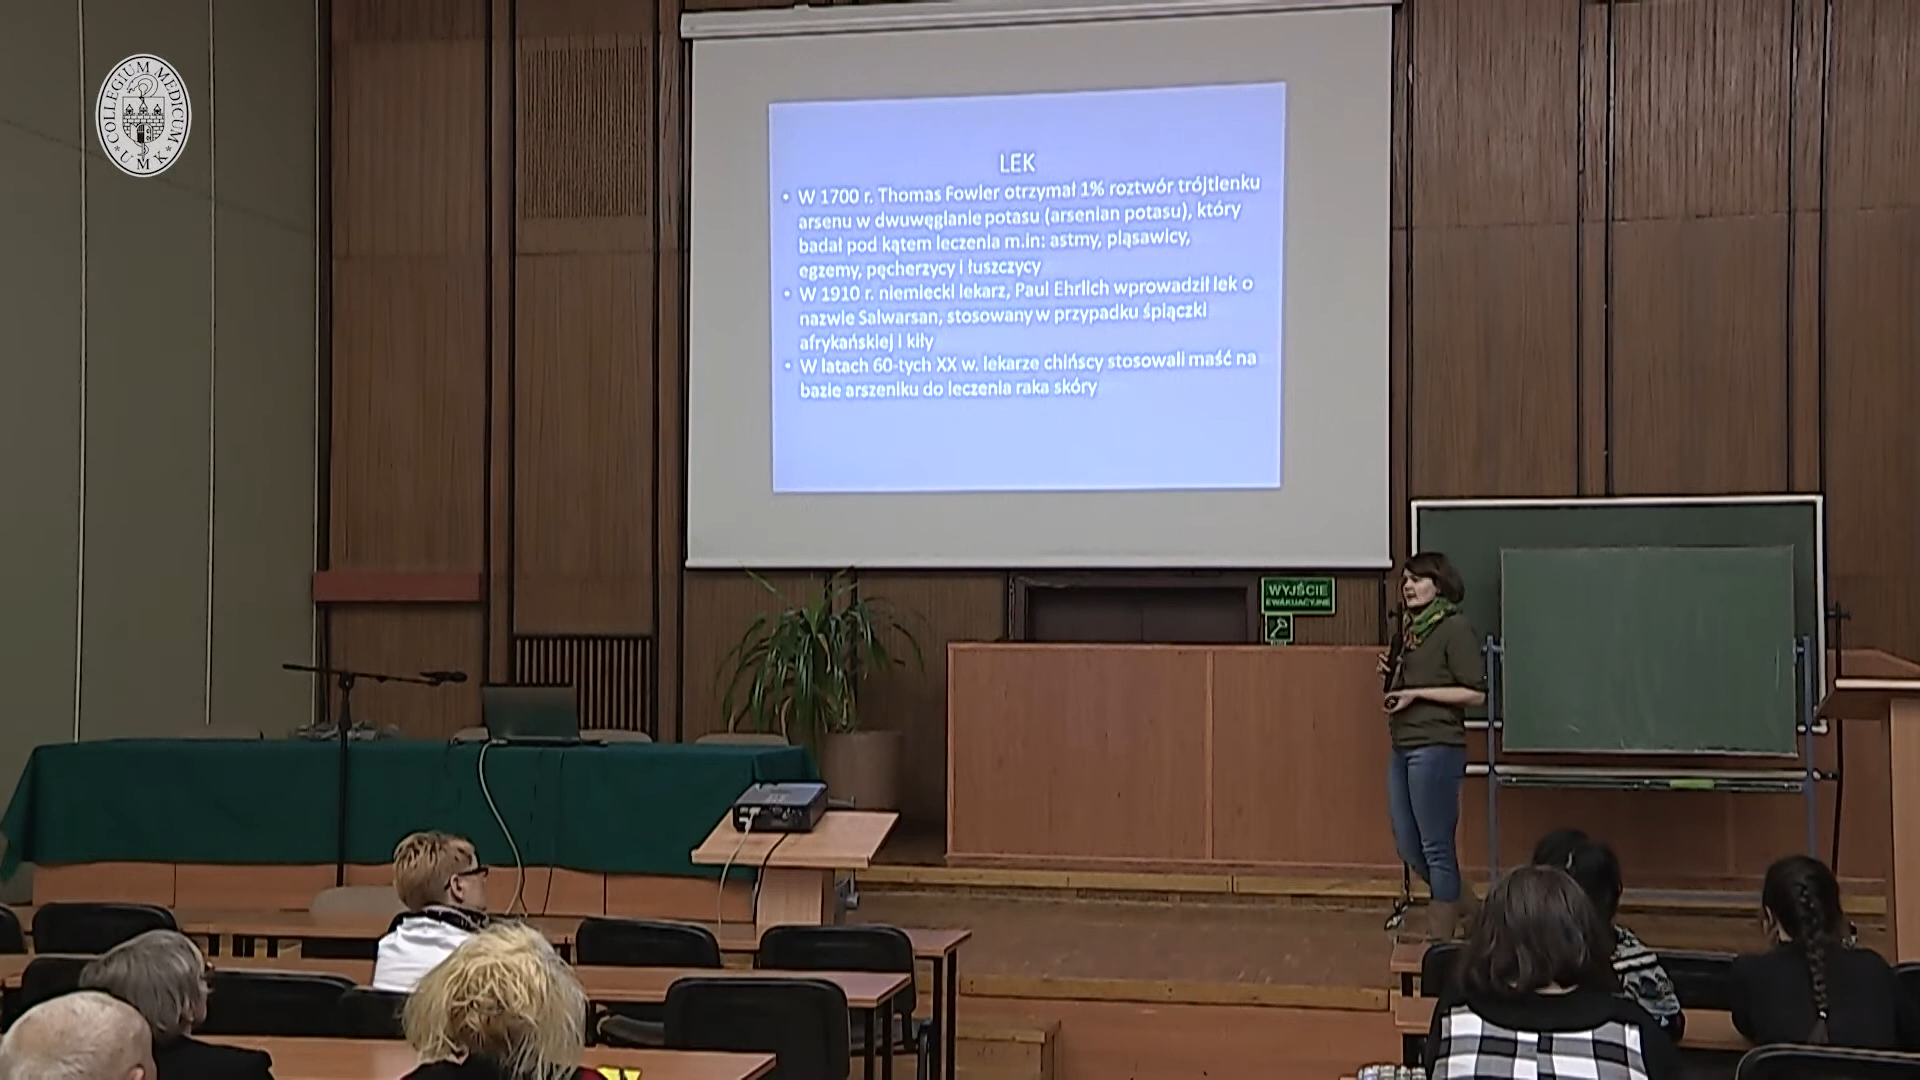 COLLEGIUM MEDICUM
* UMK *
LEK
• W 1700 r. Thomas Fowler otrzymał 1% roztwór trójtlenku
arsenu w dwuwęglanie potasu (arsenian potasu), który
badał pod kątem leczenia m.in: astmy, pląsawicy,
egzemy, pęcherzycy i łuszczycy
• W 1910 r. niemiecki lekarz, Paul Ehrlich wprowadził lek o
nazwie Salwarsan, stosowany w przypadku śpiączki
afrykańskiej i kiły
• W latach 60-tych XX w. lekarze chińscy stosowali maść na
bazie arszeniku do leczenia raka skóry
WYJŚCIE
EWAKUACYJNE